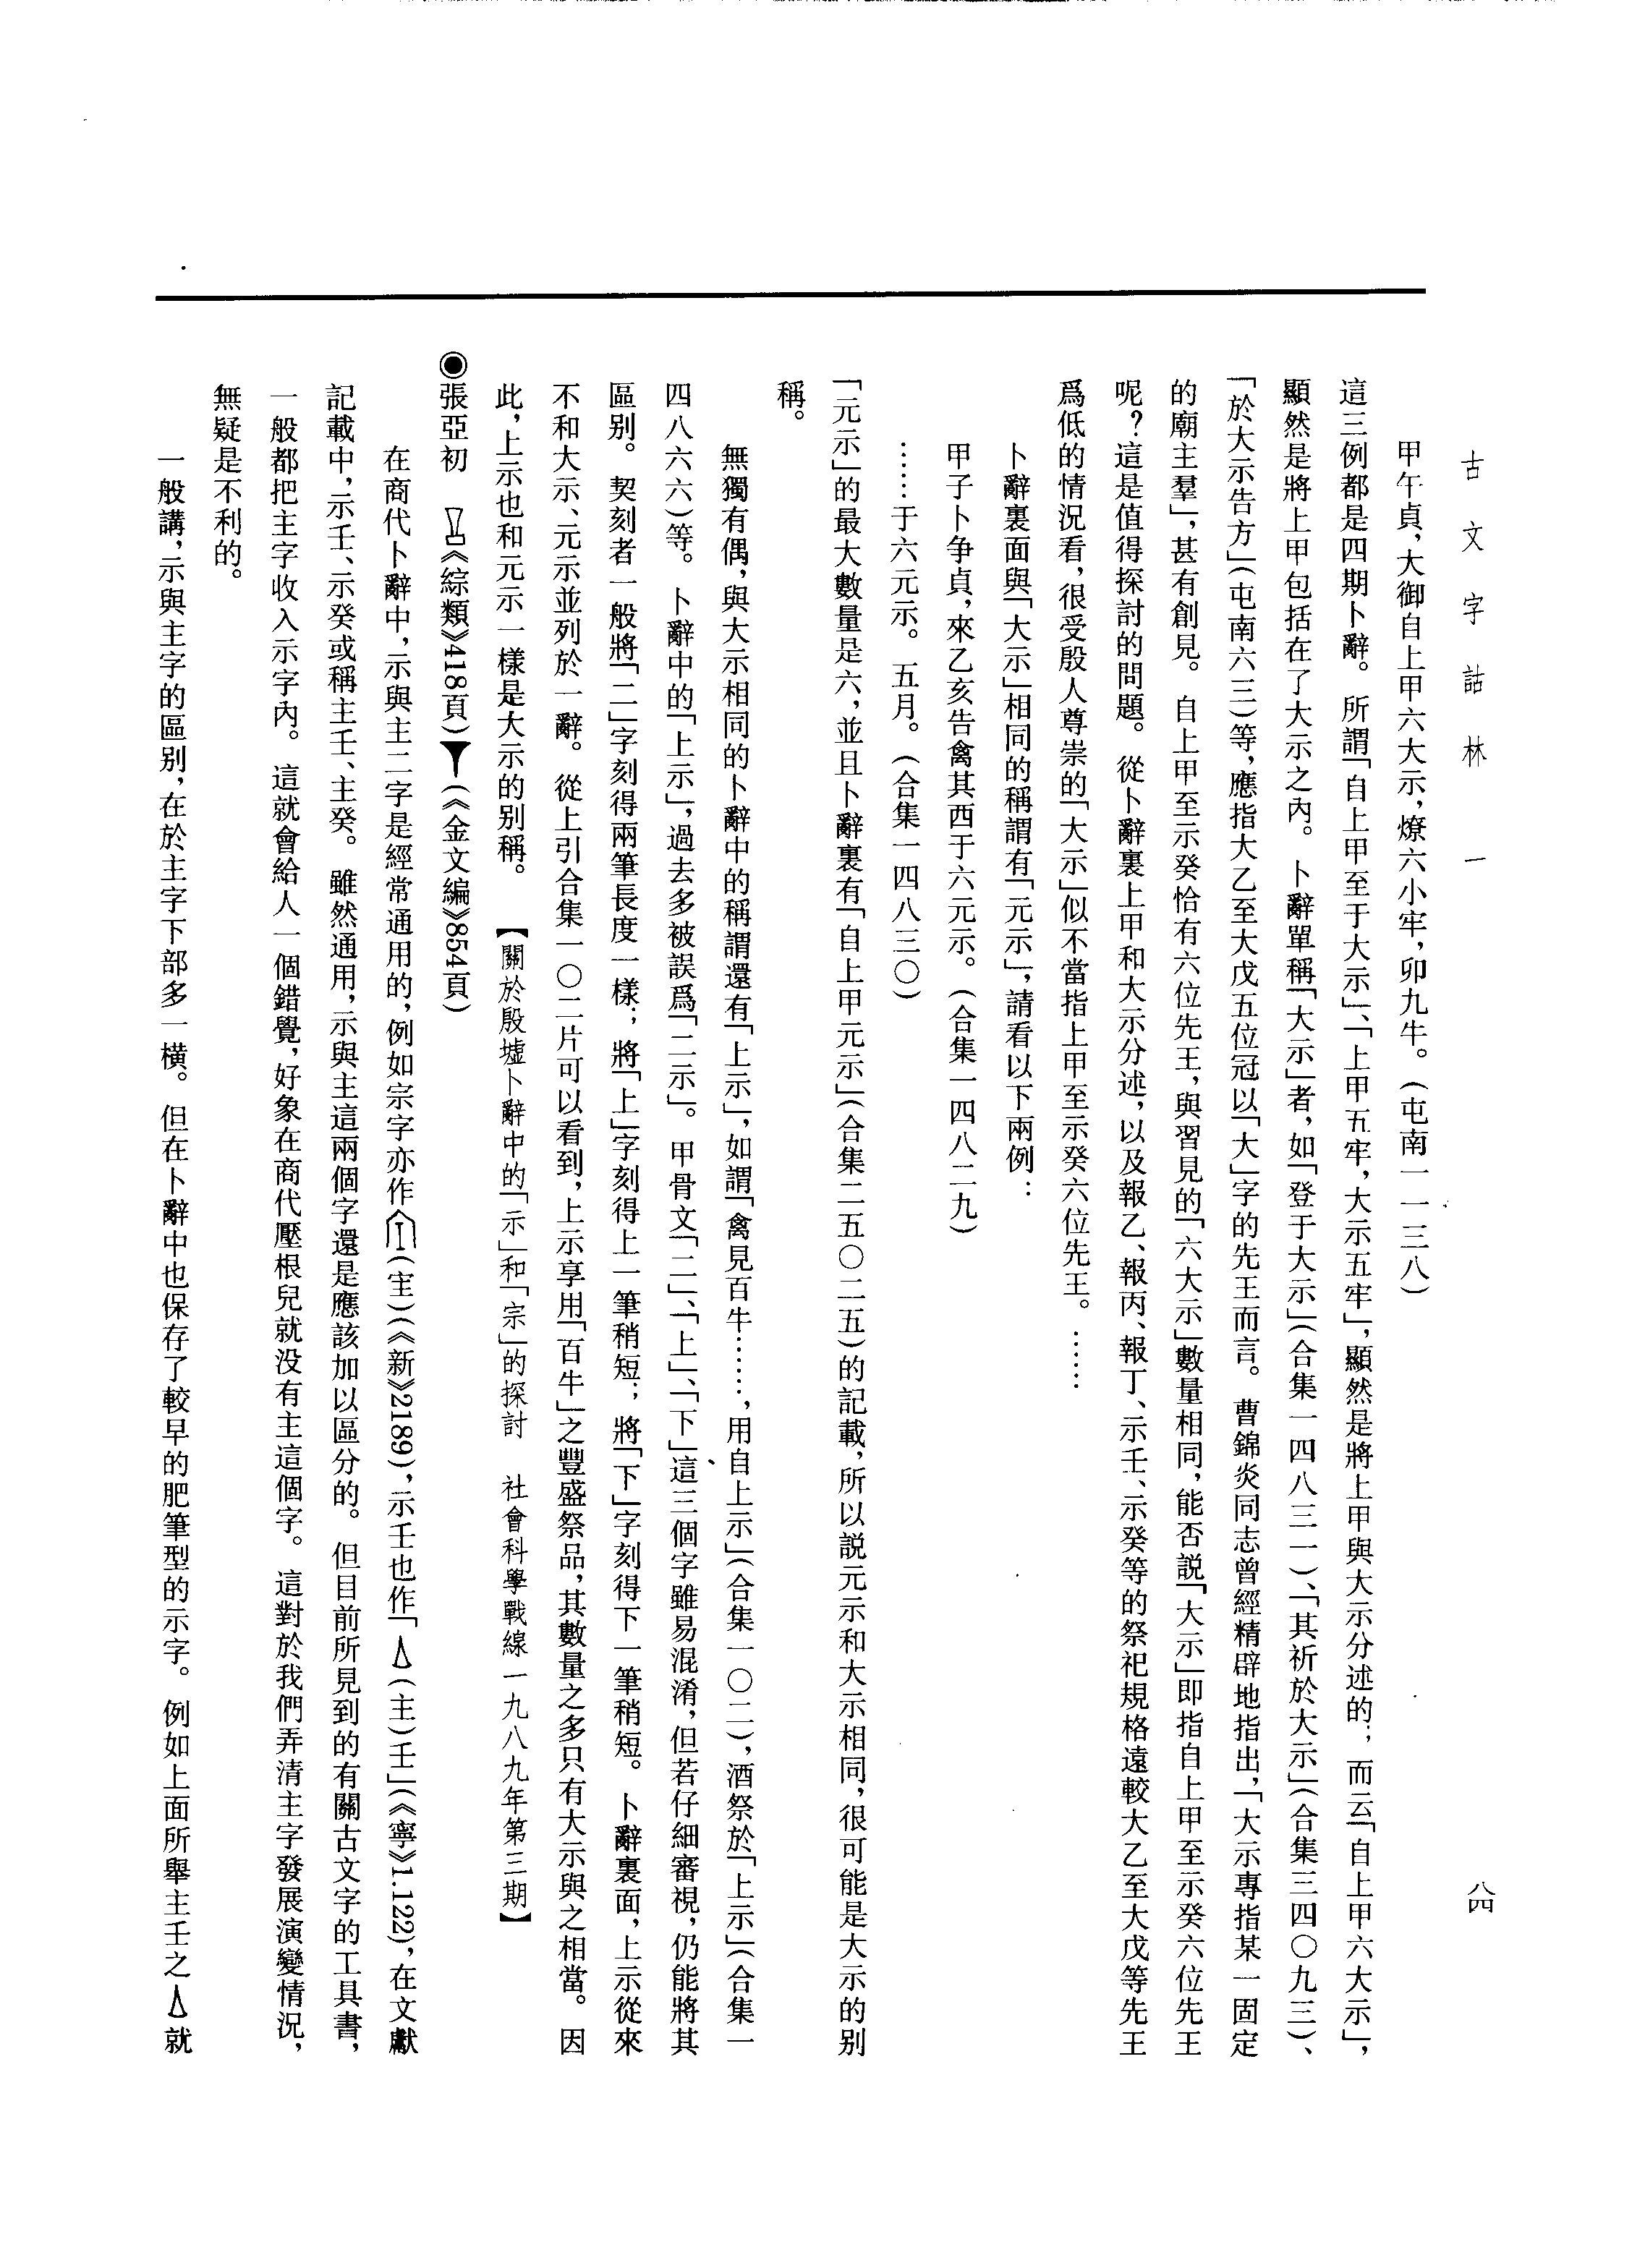 古文字詁林 一
八四
甲午貞，大御自上甲六大示，燎六小牢，卯九牛。（屯南一一三八）
這三例都是四期卜辭。所謂「自上甲至于大示」、「上甲五牢，大示五牢」，顯然是將上甲與大示分述的；而云「自上甲六大示」，
顯然是將上甲包括在了大示之內。卜辭單稱「大示」者，如「登于大示」（合集一四八三一）、「其祈於大示」（合集三四〇九三）、
「於大示告方」（屯南六三）等，應指大乙至大戊五位冠以「大」字的先王而言。曹錦炎同志曾經精辟地指出，「大示專指某一固定
的廟主羣」，甚有創見。自上甲至示癸恰有六位先王，與習見的「六大示」數量相同，能否説「大示」即指自上甲至示癸六位先王
呢？這是值得探討的問題。從卜辭裏上甲和大示分述，以及報乙、報丙、報丁、示壬、示癸等的祭祀規格遠較大乙至大戊等先王
爲低的情況看，很受殷人尊崇的「大示」似不當指上甲至示癸六位先王。……
卜辭裏面與「大示」相同的稱謂有「元示」，請看以下兩例：
甲子卜争貞，來乙亥告禽其西于六元示。（合集一四八二九）
……于六元示。五月。（合集一四八三〇）
「元示」的最大數量是六，並且卜辭裏有「自上甲元示」（合集二五〇二五）的記載，所以説元示和大示相同，很可能是大示的别
稱。
無獨有偶，與大示相同的卜辭中的稱謂還有「上示」，如謂「禽見百牛……，用自上示」（合集一〇二），酒祭於「上示」（合集一
四八六六）等。卜辭中的「上示」，過去多被誤爲「二示」。甲骨文「二」、「上」、「下」這三個字雖易混淆，但若仔細審視，仍能將其
區别。契刻者一般將「二」字刻得兩筆長度一樣；將「上」字刻得上一筆稍短；將「下」字刻得下一筆稍短。卜辭裏面，上示從來
不和大示、元示並列於一辭。從上引合集一〇二片可以看到，上示享用「百牛」之豐盛祭品，其數量之多只有大示與之相當。因
此，上示也和元示一樣是大示的别稱。【關於殷墟卜辭中的「示」和「宗」的探討 社會科學戰線一九八九年第三期】
◉張亞初 《綜類》418頁）（《金文編》854頁）
在商代卜辭中，示與主二字是經常通用的，例如宗字亦作（宔）（《新》2189），示壬也作「（主）壬」（《寧》1.122），在文獻
記載中，示壬、示癸或稱主壬、主癸。雖然通用，示與主這兩個字還是應該加以區分的。但目前所見到的有關古文字的工具書，
一般都把主字收入示字內。這就會給人一個錯覺，好象在商代壓根兒就没有主這個字。這對於我們弄清主字發展演變情況，
無疑是不利的。
一般講，示與主字的區别，在於主字下部多一橫。但在卜辭中也保存了較早的肥筆型的示字。例如上面所舉主壬之就